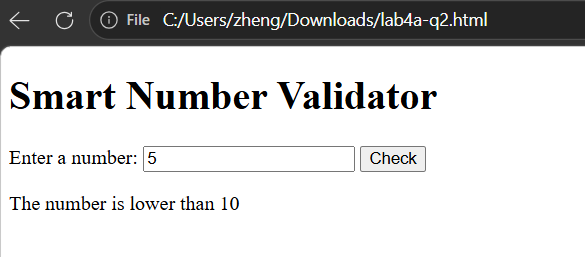 File C:/Users/zheng/Downloads/lab4a-q2.html
Smart Number Validator
Enter a number: 5 Check
The number is lower than 10